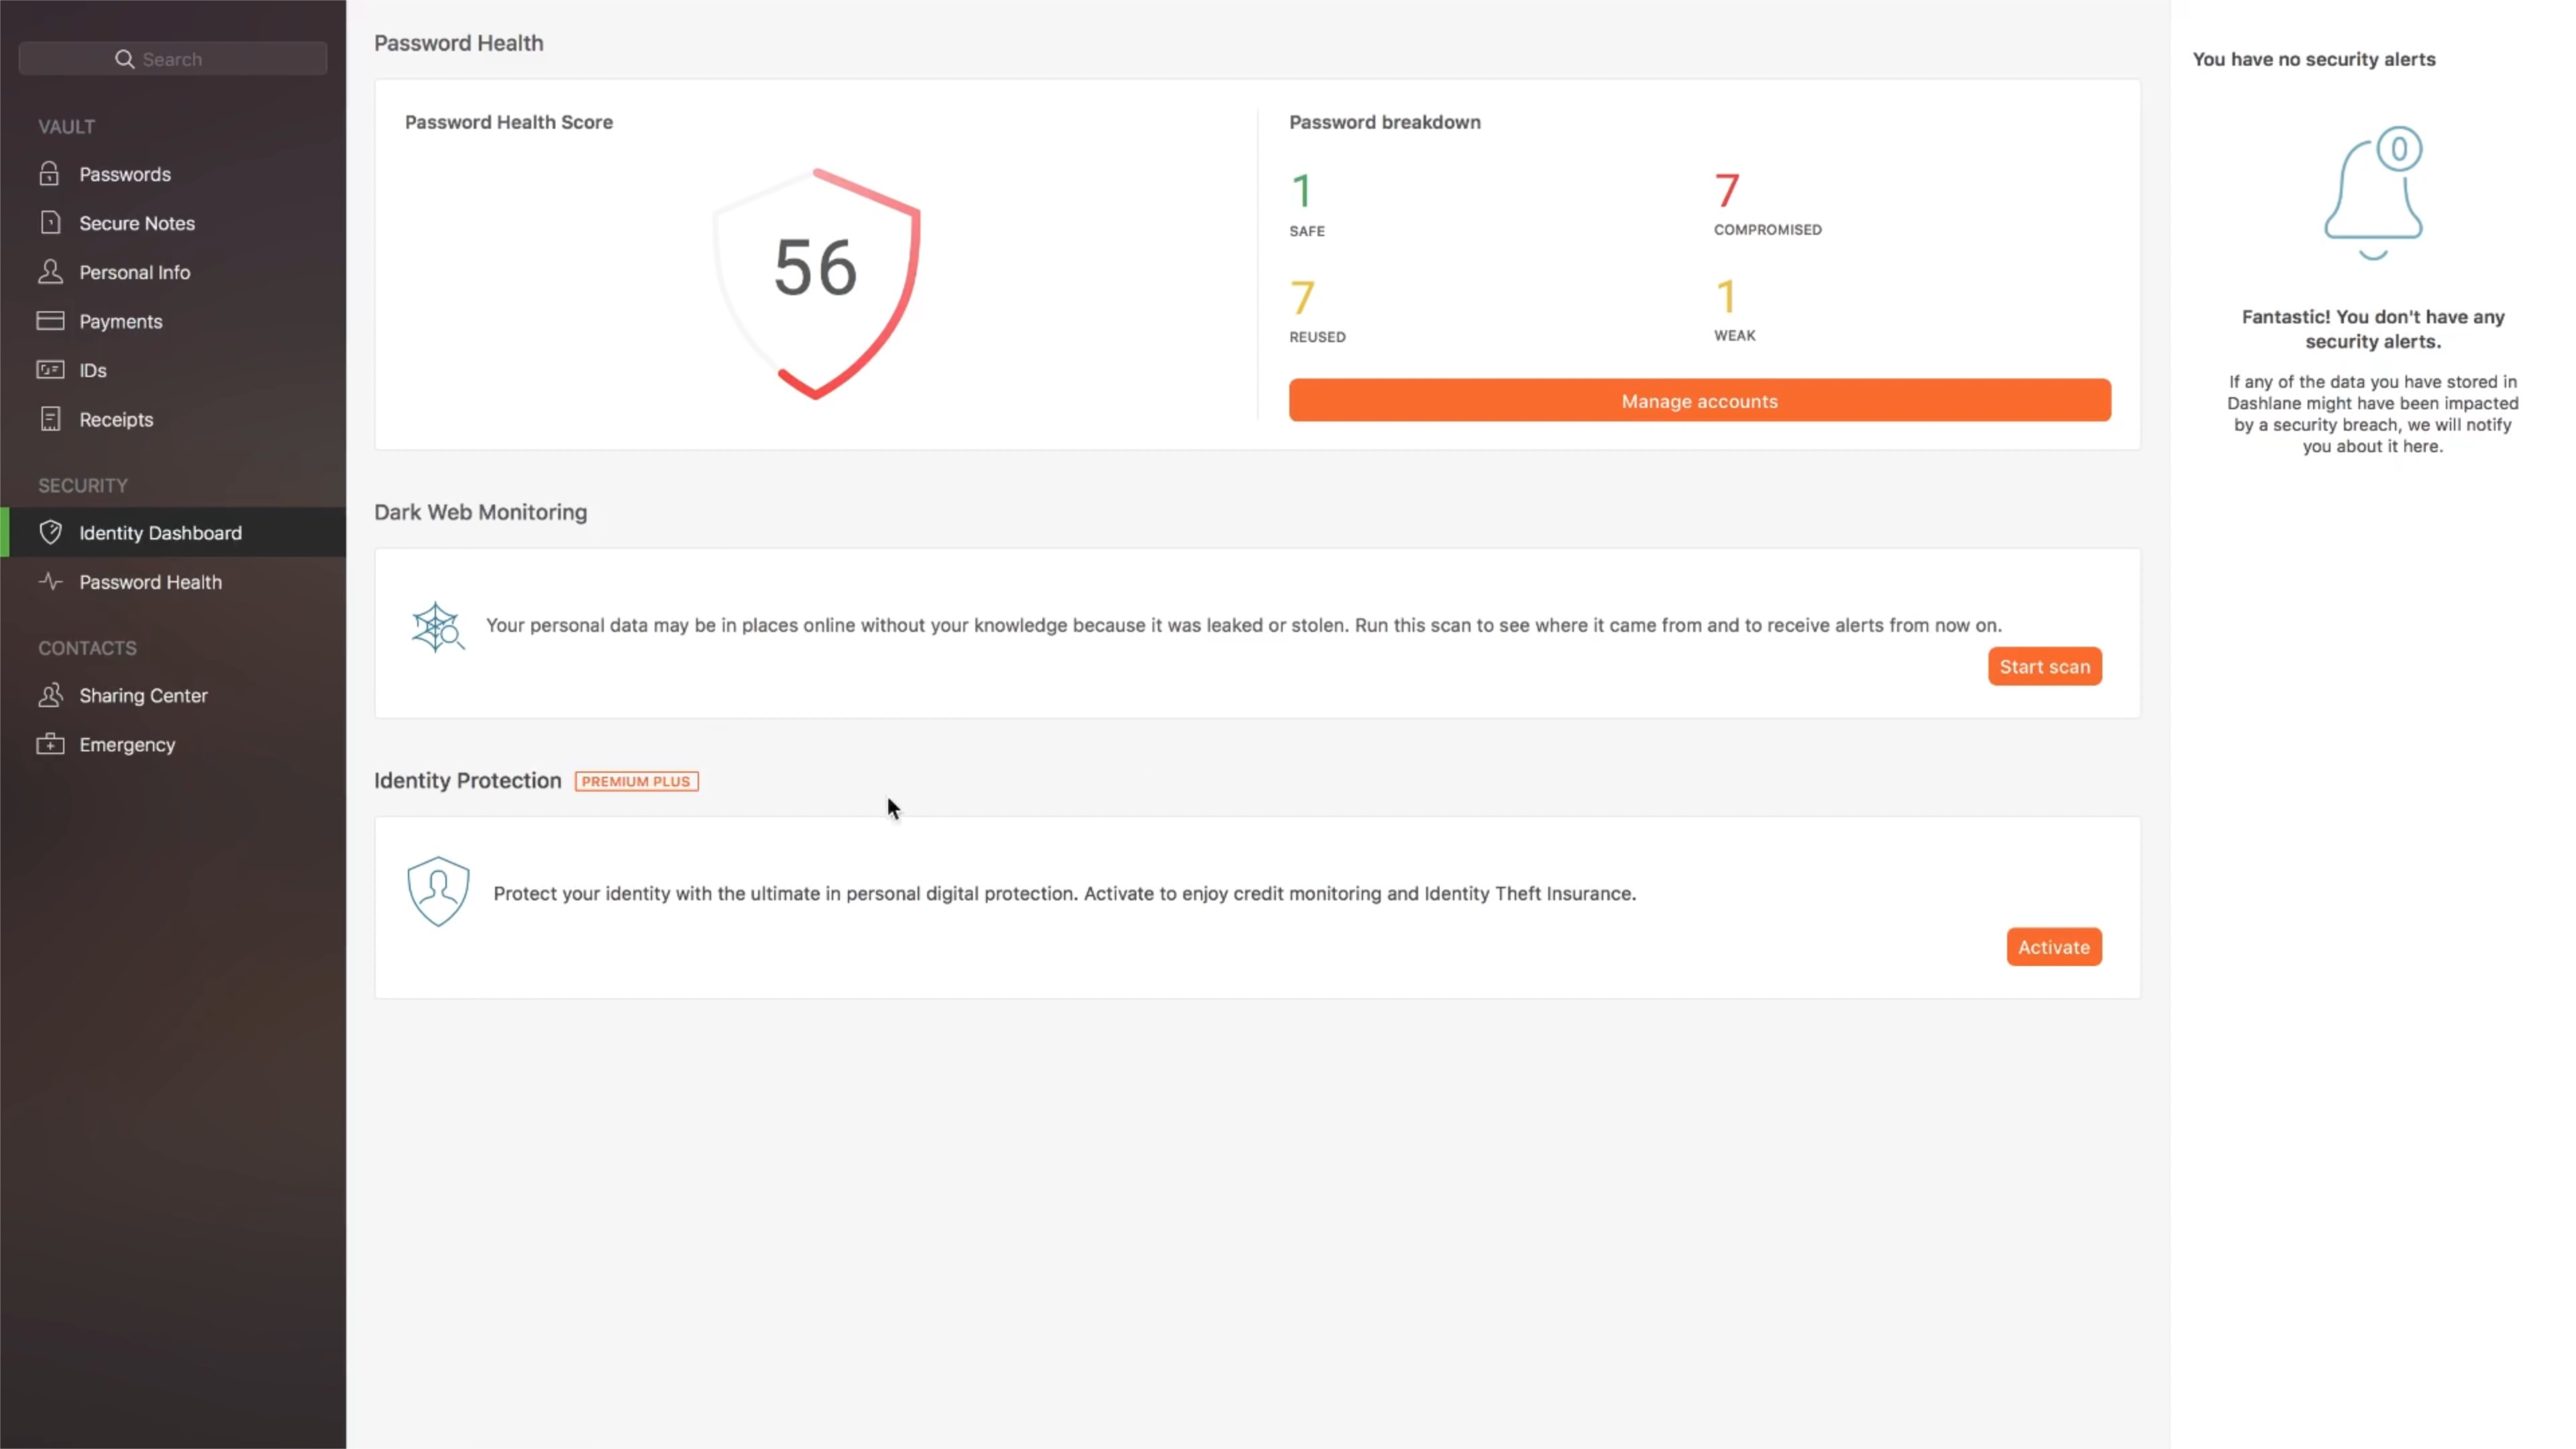 Search
VAULT
Passwords
Secure Notes
Personal Info
Payments
IDs
Receipts
SECURITY
Identity Dashboard
Password Health
CONTACTS
Sharing Center
Emergency
Password Health
Password Health Score
56
Password breakdown
1
SAFE
7
COMPROMISED
7
REUSED
1
WEAK
Manage accounts
Dark Web Monitoring
Your personal data may be in places online without your knowledge because it was leaked or stolen. Run this scan to see where it came from and to receive alerts from now on.
Start scan
Identity Protection PREMIUM PLUS
Protect your identity with the ultimate in personal digital protection. Activate to enjoy credit monitoring and Identity Theft Insurance.
Activate
You have no security alerts
0
Fantastic! You don't have any
security alerts.
If any of the data you have stored in
Dashlane might have been impacted
by a security breach, we will notify
you about it here.